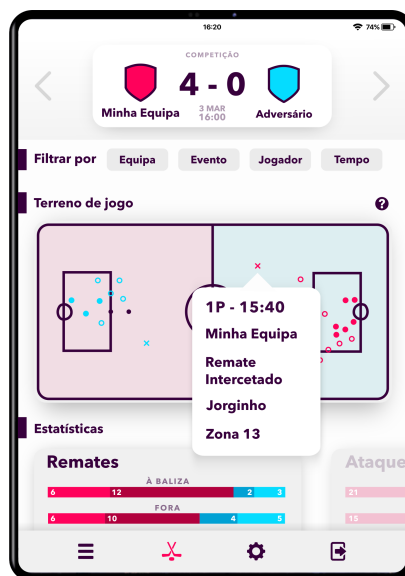 16:20
74%
COMPETIÇÃO
4 - 0
Minha Equipa
3 MAR
16:00
Adversário
Filtrar por
Equipa
Evento
Jogador
Tempo
Terreno de jogo
?
1P - 15:40
Minha Equipa
Remate
Intercetado
Jorginho
Zona 13
Estatísticas
Remates
À BALIZA
6 12 2 3
FORA
6 10 4 5
Ataque
21
15